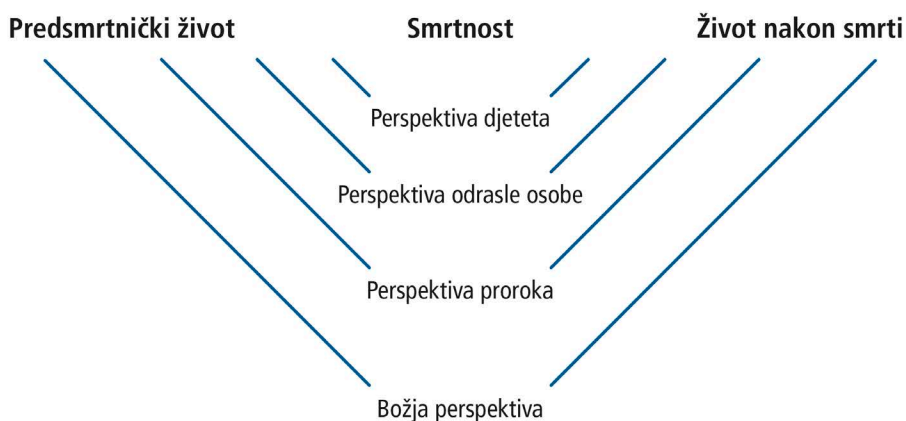 Predsmrtnički život Smrtnost Život nakon smrti
Perspektiva djeteta
Perspektiva odrasle osobe
Perspektiva proroka
Božja perspektiva